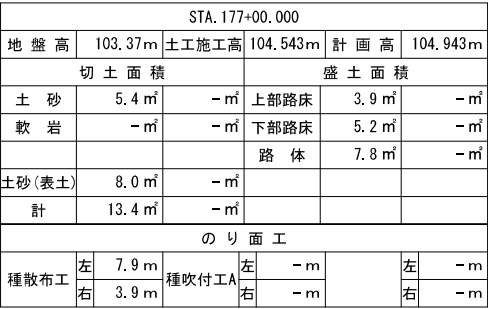 STA.177+00.000
地盤高 103.37m 土工施工高 104.543m 計画高 104.943m
切土面積 盛土面積
土砂 5.4㎡ －㎡ 上部路床 3.9㎡ －㎡
軟岩 －㎡ －㎡ 下部路床 5.2㎡ －㎡
路体 7.8㎡ －㎡
土砂(表土) 8.0㎡ －㎡
計 13.4㎡ －㎡
のり面工
種散布工 左 7.9m 種吹付工A 左 －m 左 －m
右 3.9m 右 －m 右 －m